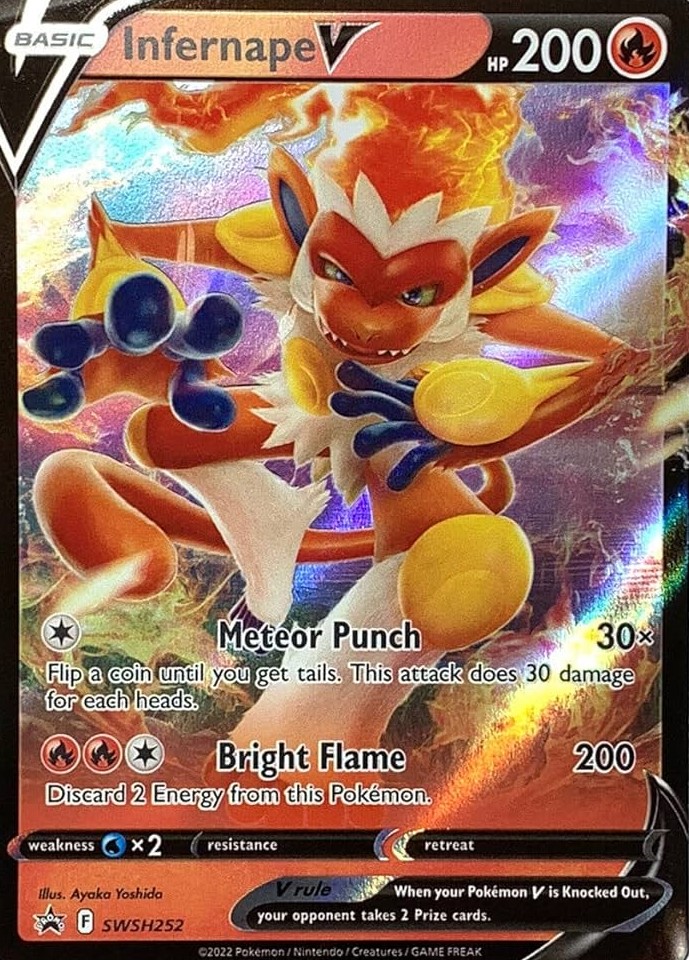 BASIC
Infernape V HP 200
Meteor Punch 30×
Flip a coin until you get tails. This attack does 30 damage
for each heads.
Bright Flame 200
Discard 2 Energy from this Pokémon.
weakness ×2 resistance retreat
Illus. Ayaka Yoshida
V rule When your Pokémon V is Knocked Out,
your opponent takes 2 Prize cards.
PROMO F SWSH252
©2022 Pokémon / Nintendo / Creatures / GAME FREAK